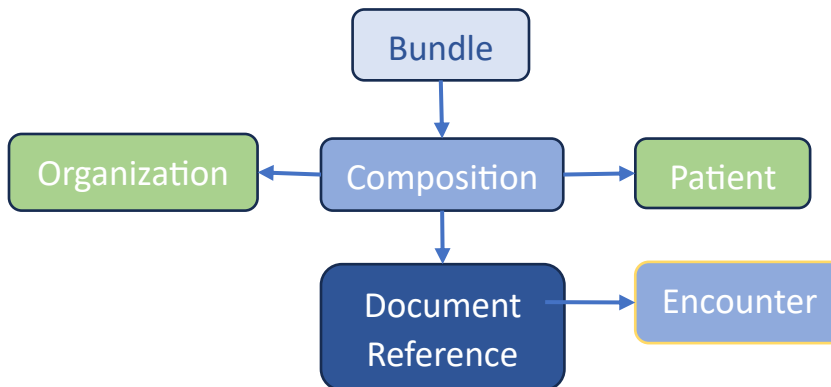 Bundle
Organization
Composition
Patient
Document
Reference
Encounter